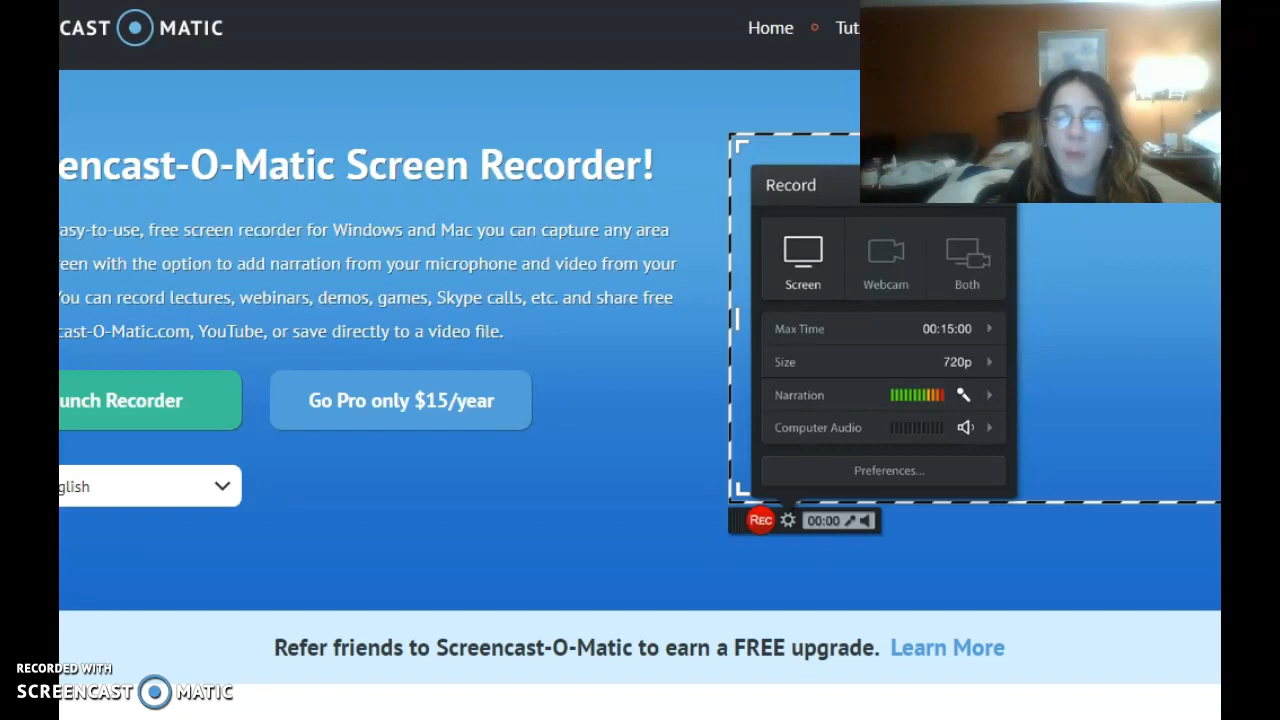 CAST MATIC
Home Tut
encast-O-Matic Screen Recorder!
asy-to-use, free screen recorder for Windows and Mac you can capture any area
reen with the option to add narration from your microphone and video from your
You can record lectures, webinars, demos, games, Skype calls, etc. and share free
cast-O-Matic.com, YouTube, or save directly to a video file.
unch Recorder
Go Pro only $15/year
glish
Record
Screen Webcam Both
Max Time 00:15:00
Size 720p
Narration
Computer Audio
Preferences...
REC 00:00
Refer friends to Screencast-O-Matic to earn a FREE upgrade. Learn More
RECORDED WITH
SCREENCAST MATIC